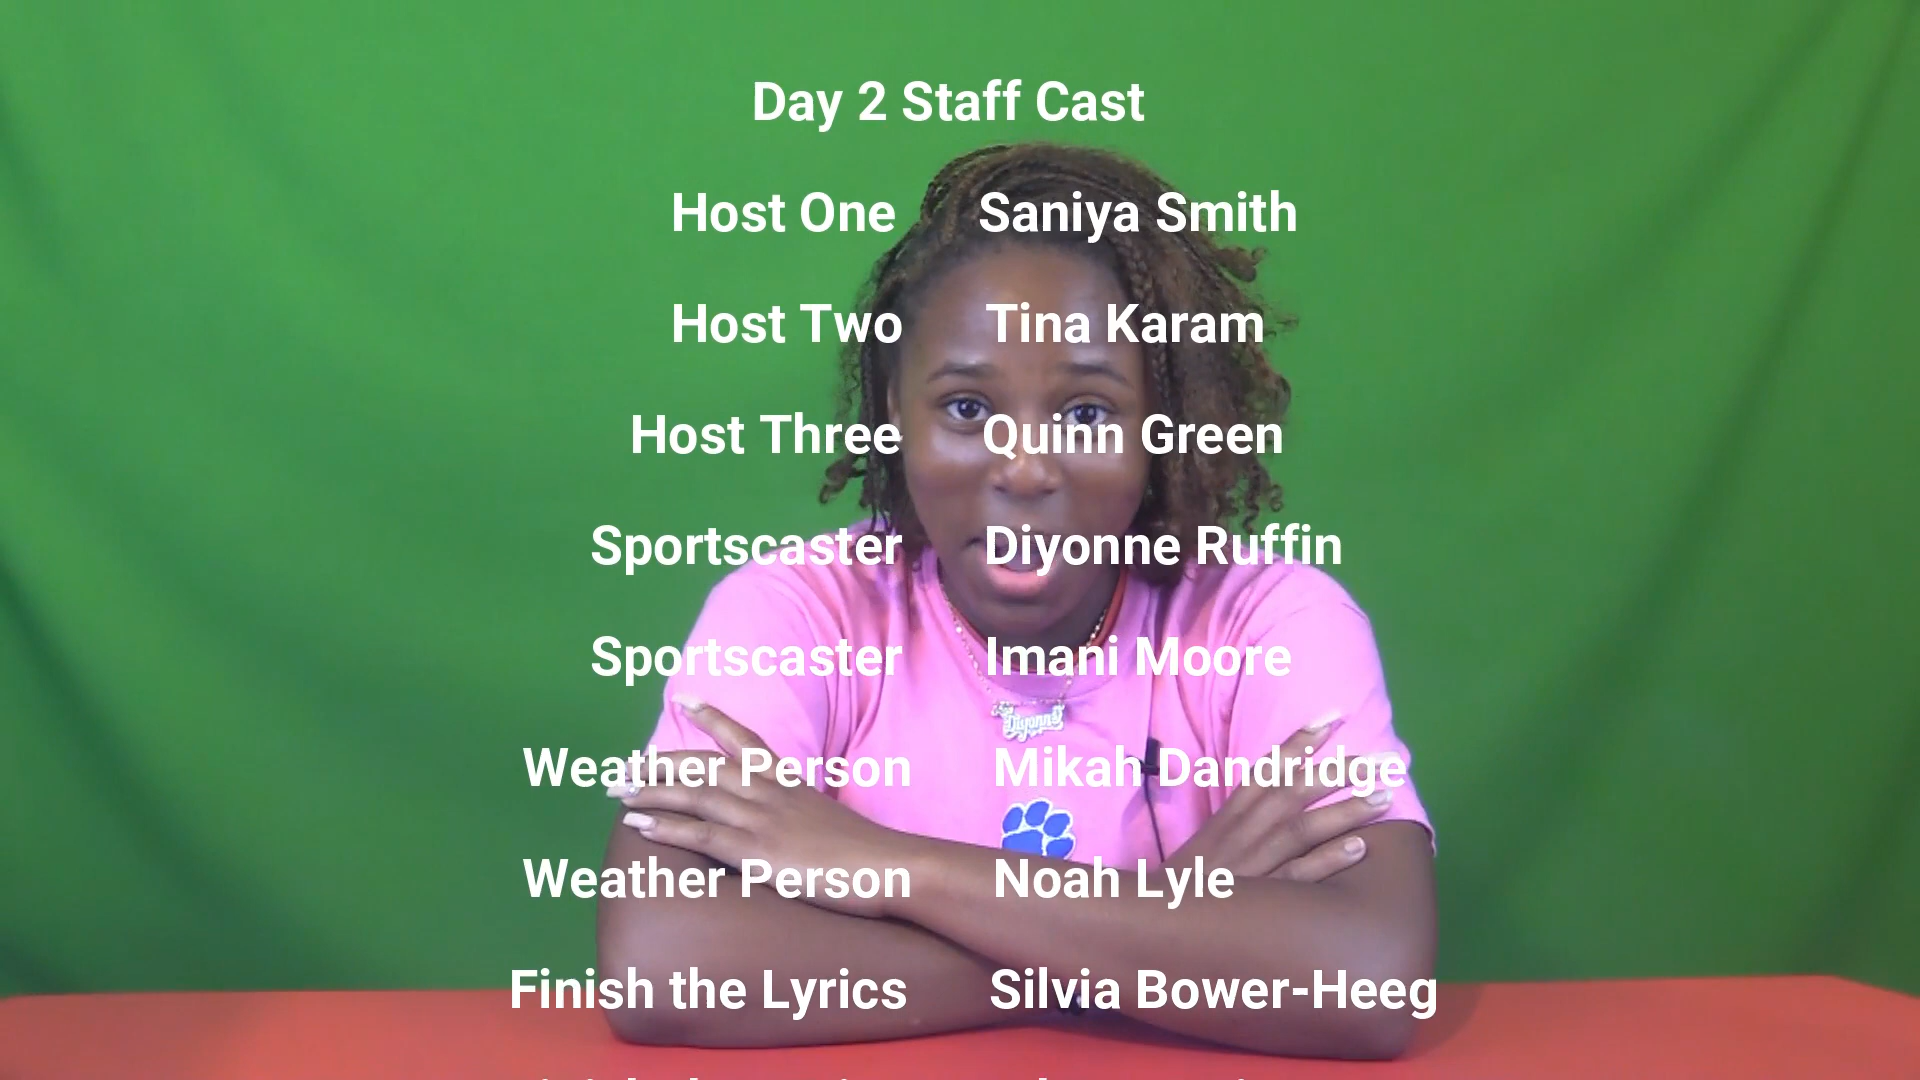 Day 2 Staff Cast
Host One Saniya Smith
Host Two Tina Karam
Host Three Quinn Green
Sportscaster Diyonne Ruffin
Sportscaster Imani Moore
Diyonne
Weather Person Mikah Dandridge
Weather Person Noah Lyle
Finish the Lyrics Silvia Bower-Heeg